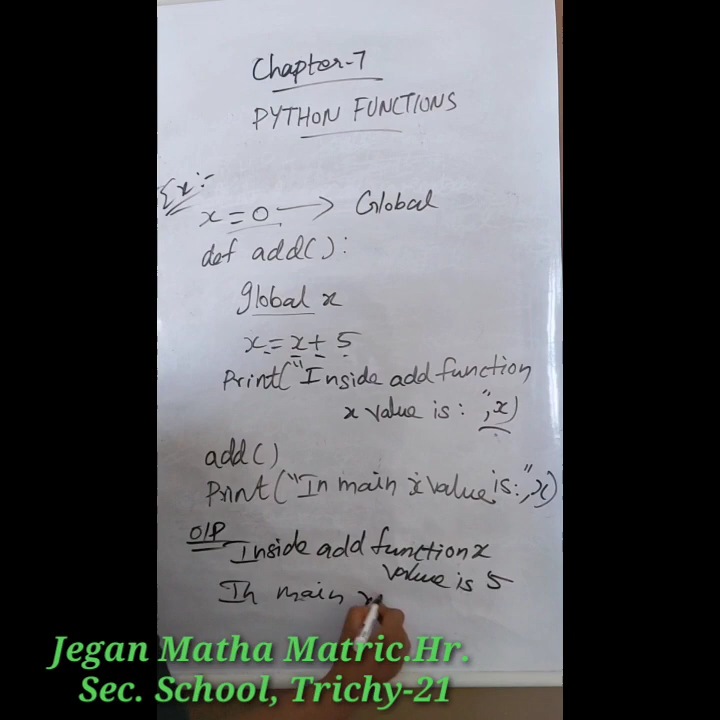 Chapter-7
PYTHON FUNCTIONS
Ex:-
x = 0 → Global
def add():
global x
x = x + 5
Print("Inside add function
x value is: ", x)
add()
Print("In main x value is:", x)
O/P
Inside add function x
value is 5
In main x
Jegan Matha Matric.Hr.
Sec. School, Trichy-21